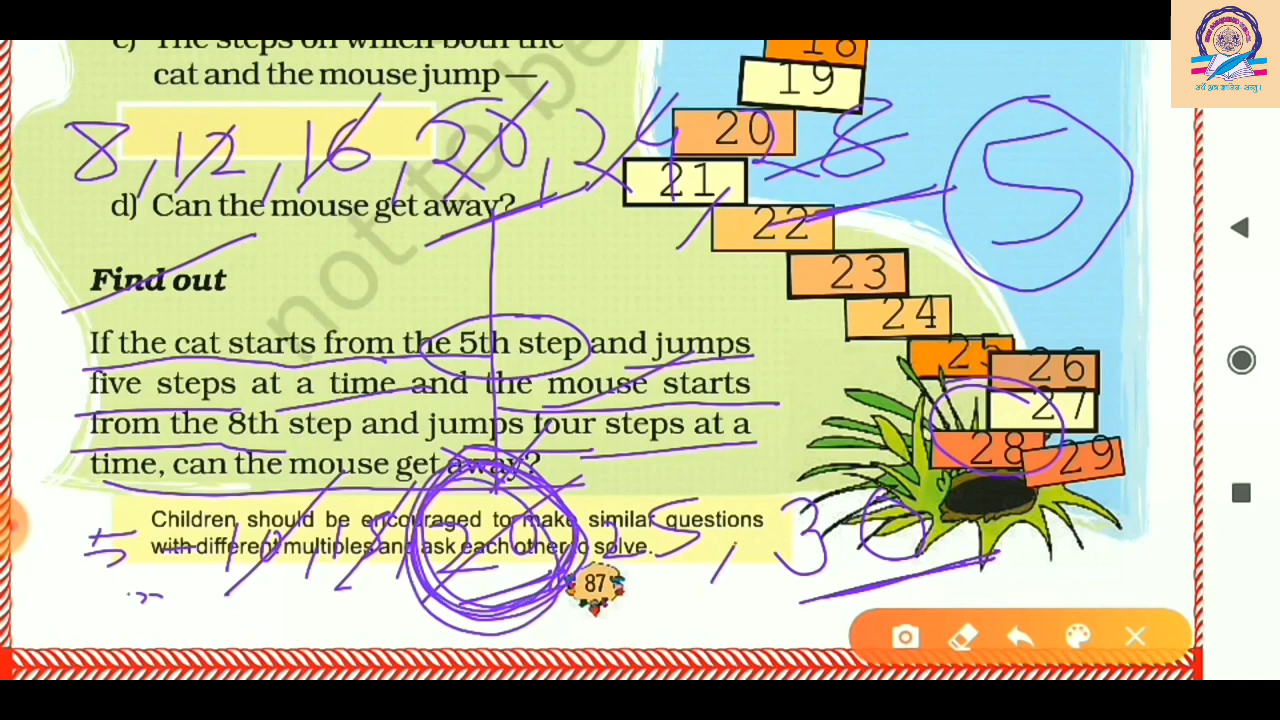 c) The steps on which both the
cat and the mouse jump —
8, 12, 16, 20, 24, 28
5
d) Can the mouse get away?
Find out
If the cat starts from the 5th step and jumps
five steps at a time and the mouse starts
from the 8th step and jumps four steps at a
time, can the mouse get away?
5 20 25, 30
Children should be encouraged to make similar questions
with different multiples and ask each other to solve.
87
18
19
20
21
22
23
24
25
26
27
28
29
not to be